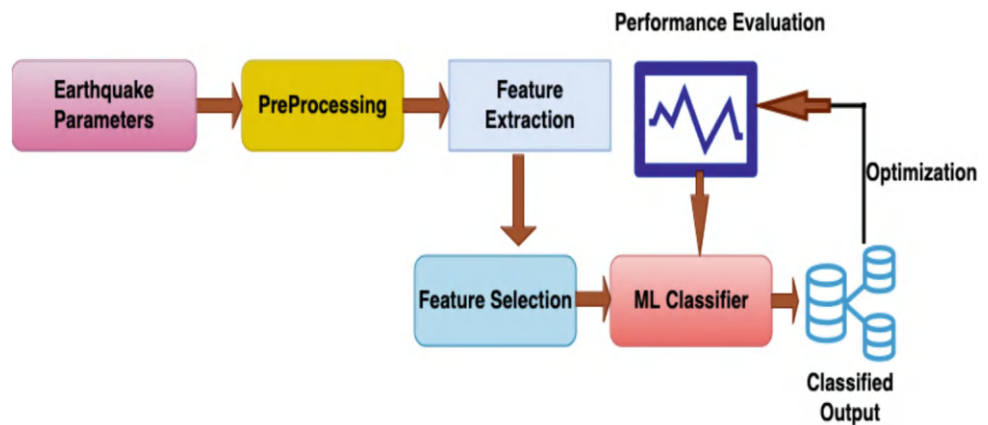 Performance Evaluation
Earthquake
Parameters
PreProcessing
Feature
Extraction
Optimization
Feature Selection
ML Classifier
Classified
Output